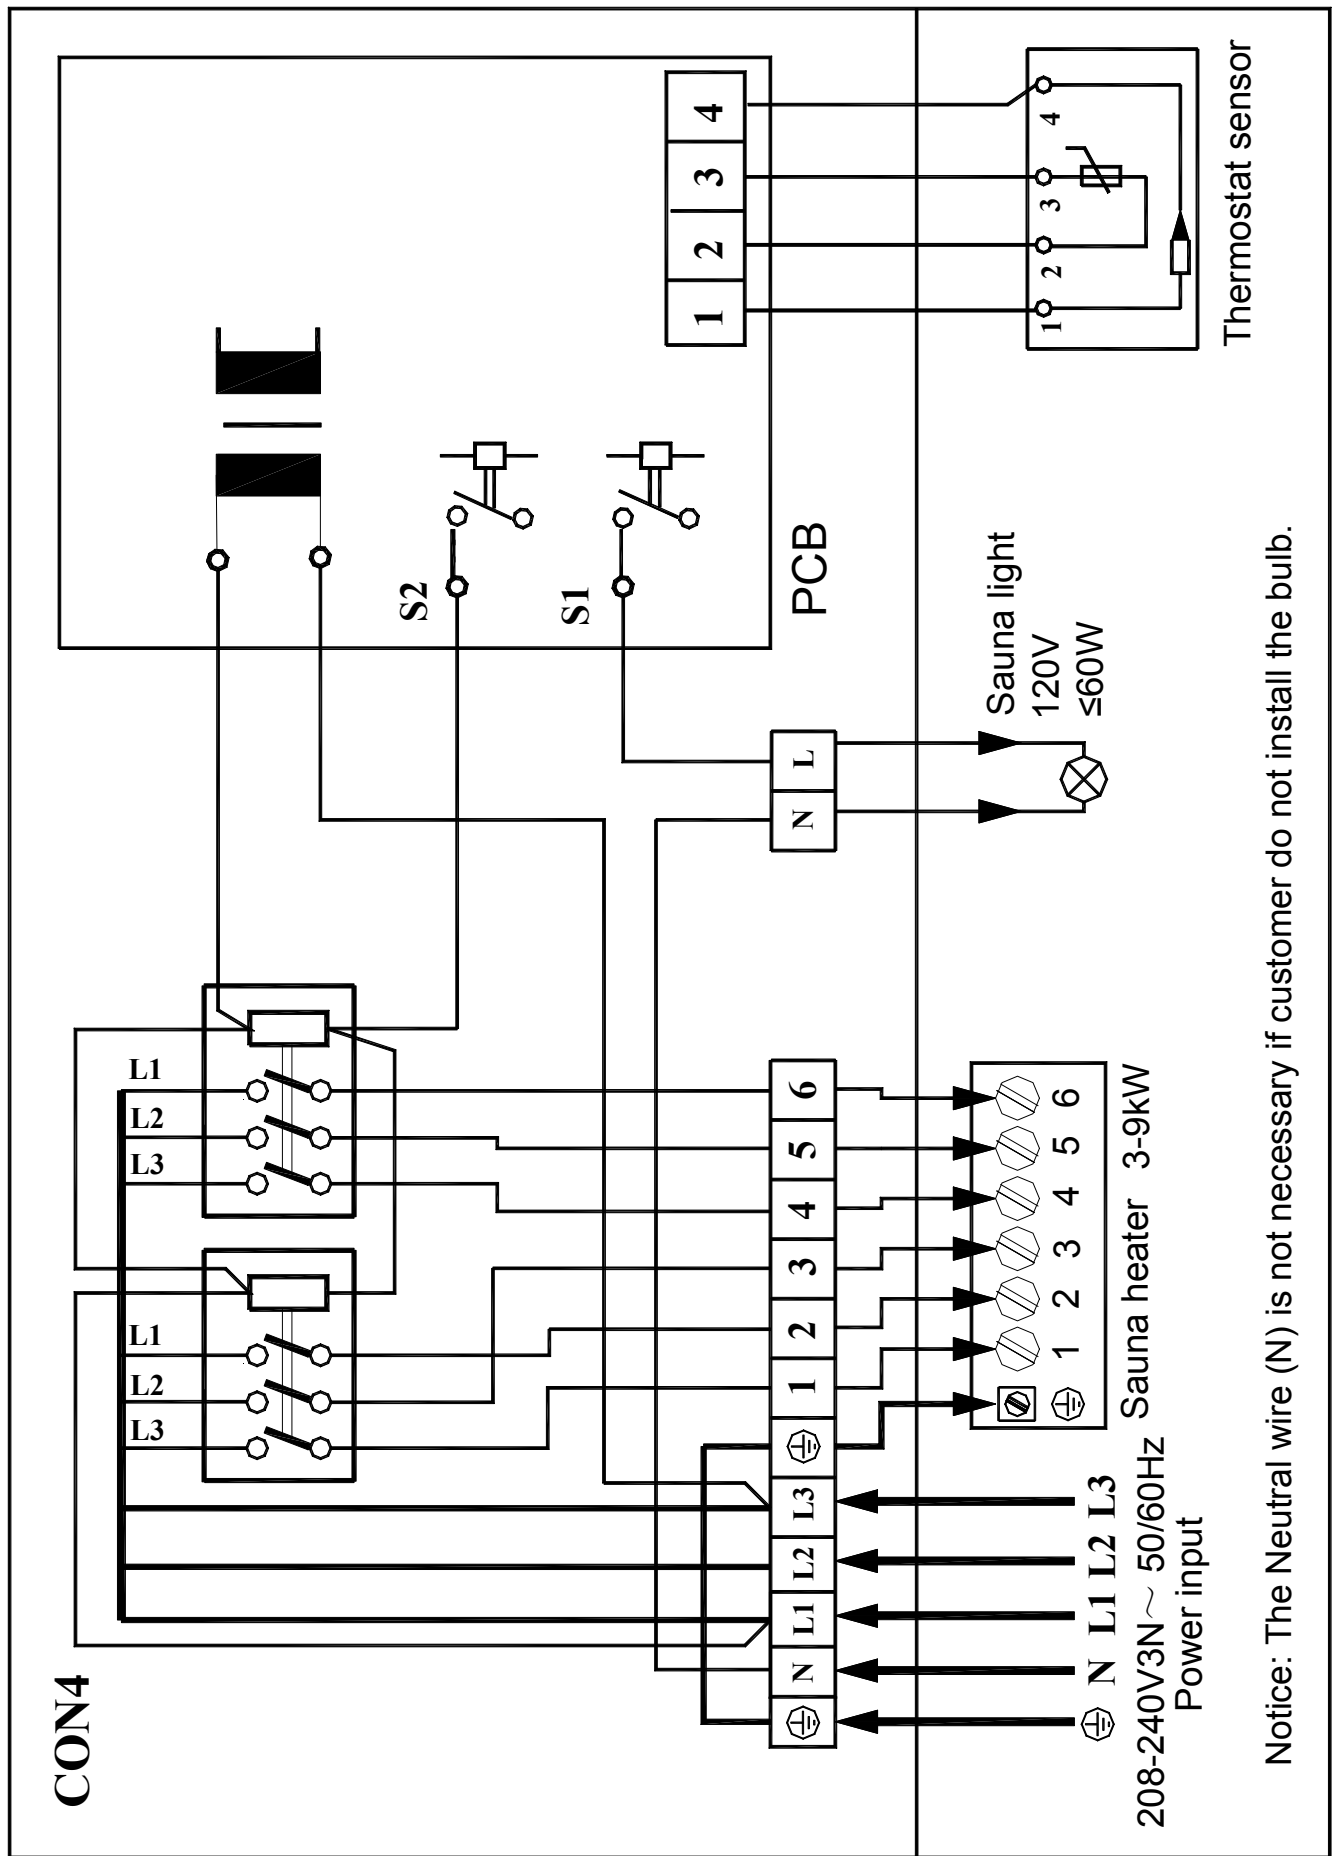 CON4
L1
L2
L3
L1
L2
L3
S2
S1
PCB
1 2 3 4
N L1 L2 L3 1 2 3 4 5 6
N L
1 2 3 4
Thermostat sensor
Sauna light
120V
≤60W
1 2 3 4 5 6
Sauna heater 3-9kW
N L1 L2 L3
208-240V3N～ 50/60Hz
Power input
Notice: The Neutral wire (N) is not necessary if customer do not install the bulb.